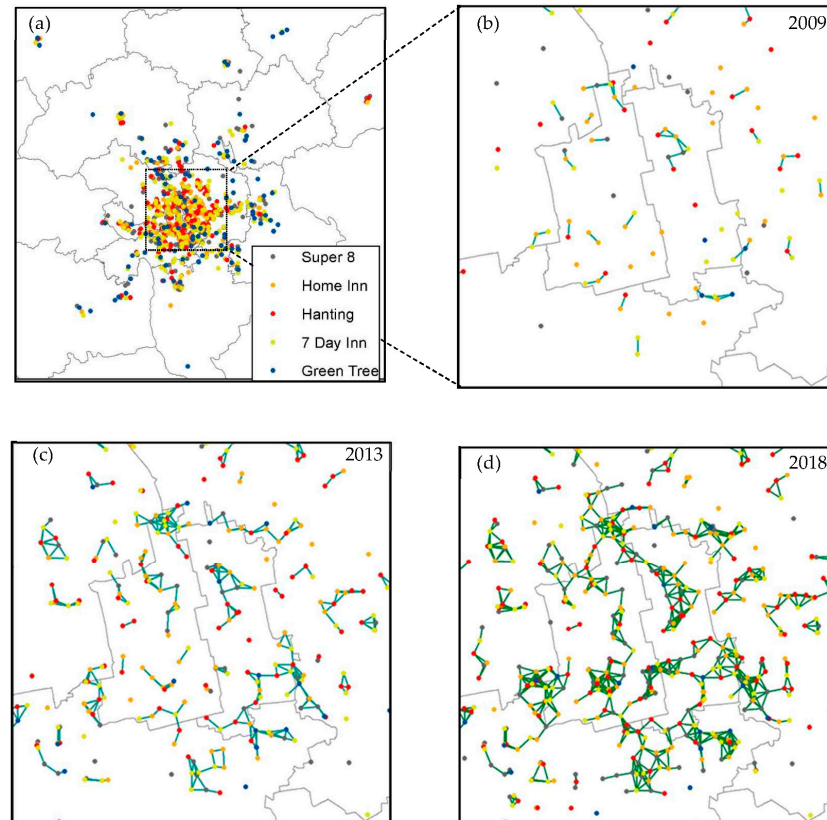 (a)
Super 8
Home Inn
Hanting
7 Day Inn
Green Tree
(b) 2009
(c) 2013
(d) 2018